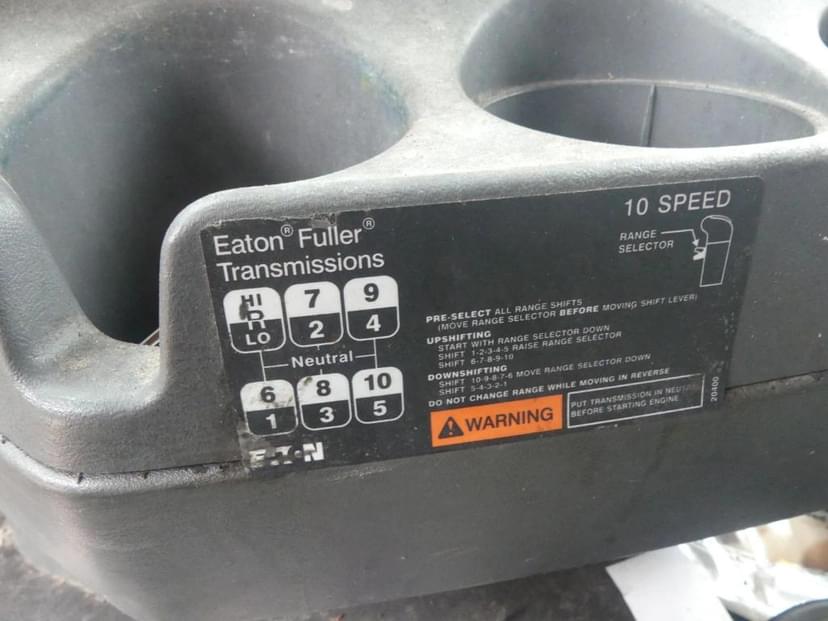 Eaton® Fuller®
Transmissions
10 SPEED
RANGE
SELECTOR
HI
R
LO
7
2
9
4
Neutral
6
1
8
3
10
5
PRE-SELECT ALL RANGE SHIFTS
(MOVE RANGE SELECTOR BEFORE MOVING SHIFT LEVER)
UPSHIFTING
START WITH RANGE SELECTOR DOWN
SHIFT 1-2-3-4-5 RAISE RANGE SELECTOR
SHIFT 6-7-8-9-10
DOWNSHIFTING
SHIFT 10-9-8-7-6 MOVE RANGE SELECTOR DOWN
SHIFT 5-4-3-2-1
DO NOT CHANGE RANGE WHILE MOVING IN REVERSE
WARNING
PUT TRANSMISSION IN NEUTRAL
BEFORE STARTING ENGINE
20400
EATON